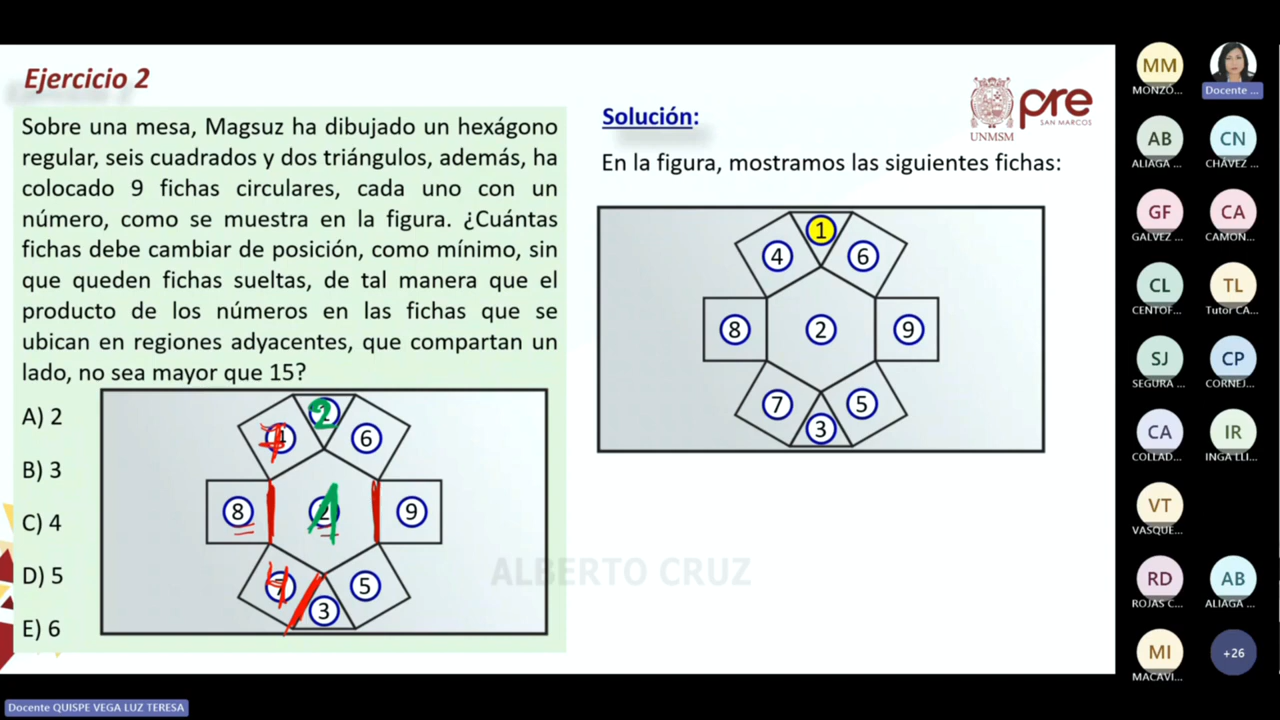 Ejercicio 2
Sobre una mesa, Magsuz ha dibujado un hexágono
regular, seis cuadrados y dos triángulos, además, ha
colocado 9 fichas circulares, cada uno con un
número, como se muestra en la figura. ¿Cuántas
fichas debe cambiar de posición, como mínimo, sin
que queden fichas sueltas, de tal manera que el
producto de los números en las fichas que se
ubican en regiones adyacentes, que compartan un
lado, no sea mayor que 15?
A) 2
B) 3
C) 4
D) 5
E) 6
2
7 6
8 1 9
4 5
3
Solución:
UNMSM
pre
SAN MARCOS
En la figura, mostramos las siguientes fichas:
1
4 6
8 2 9
7 5
3
ALBERTO CRUZ
MM
MONZÓ...
Docente ...
AB CN
ALIAGA ... CHÁVEZ ...
GF CA
GALVEZ ... CAMON...
CL TL
CENTOF... Tutor CA...
SJ CP
SEGURA ... CORNEJ...
CA IR
COLLAD... INGA LLI...
VT
VASQUE...
RD AB
ROJAS C... ALIAGA ...
MI +26
MACAVI...
Docente QUISPE VEGA LUZ TERESA